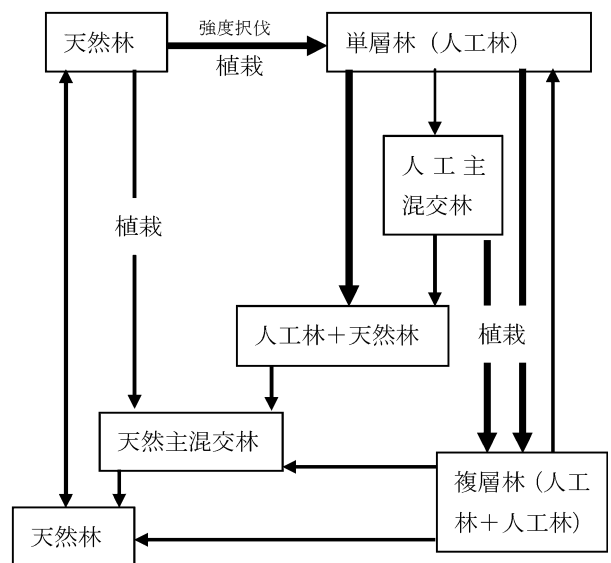 天然林
強度択伐
植栽
単層林（人工林）
人工主
混交林
植栽
人工林＋天然林
植栽
天然主混交林
複層林（人工
林＋人工林）
天然林